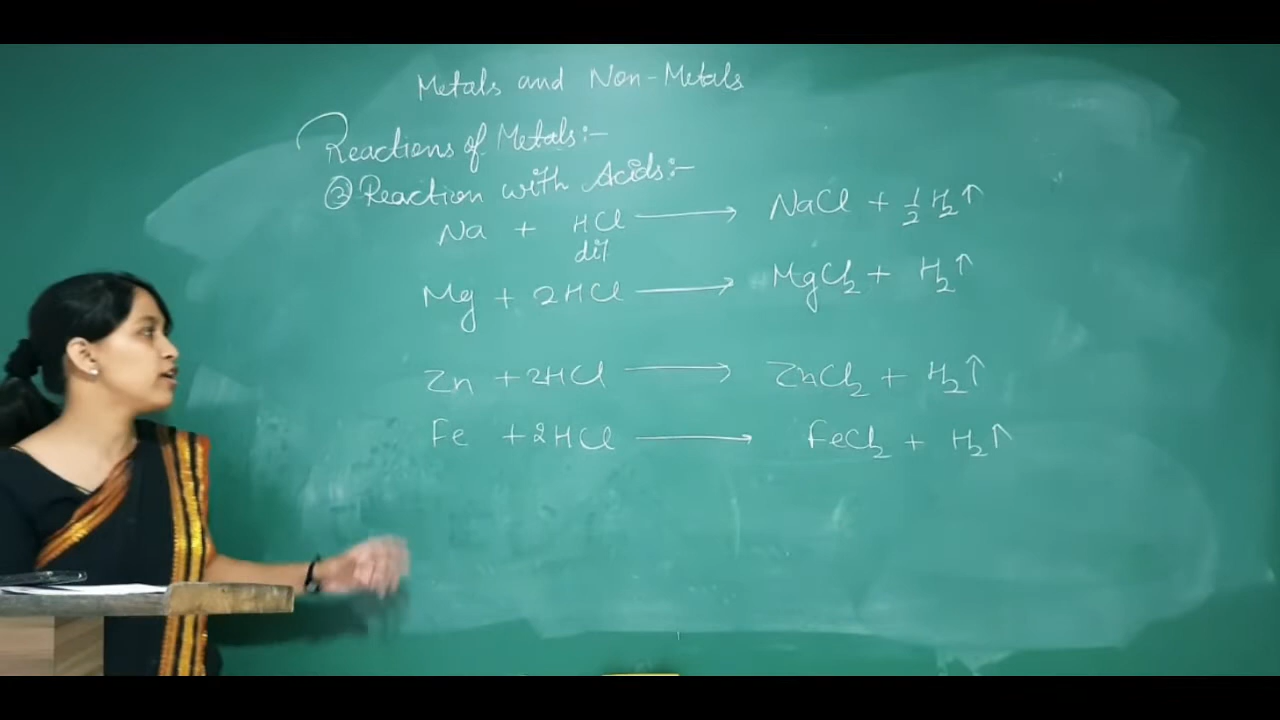 Metals and Non-Metals
Reactions of Metals:-
③ Reaction with Acids:-
Na + HCl ⟶ NaCl + 1/2 H₂↑
dil
Mg + 2HCl ⟶ MgCl₂ + H₂↑
Zn + 2HCl ⟶ ZnCl₂ + H₂↑
Fe + 2HCl ⟶ FeCl₂ + H₂↑